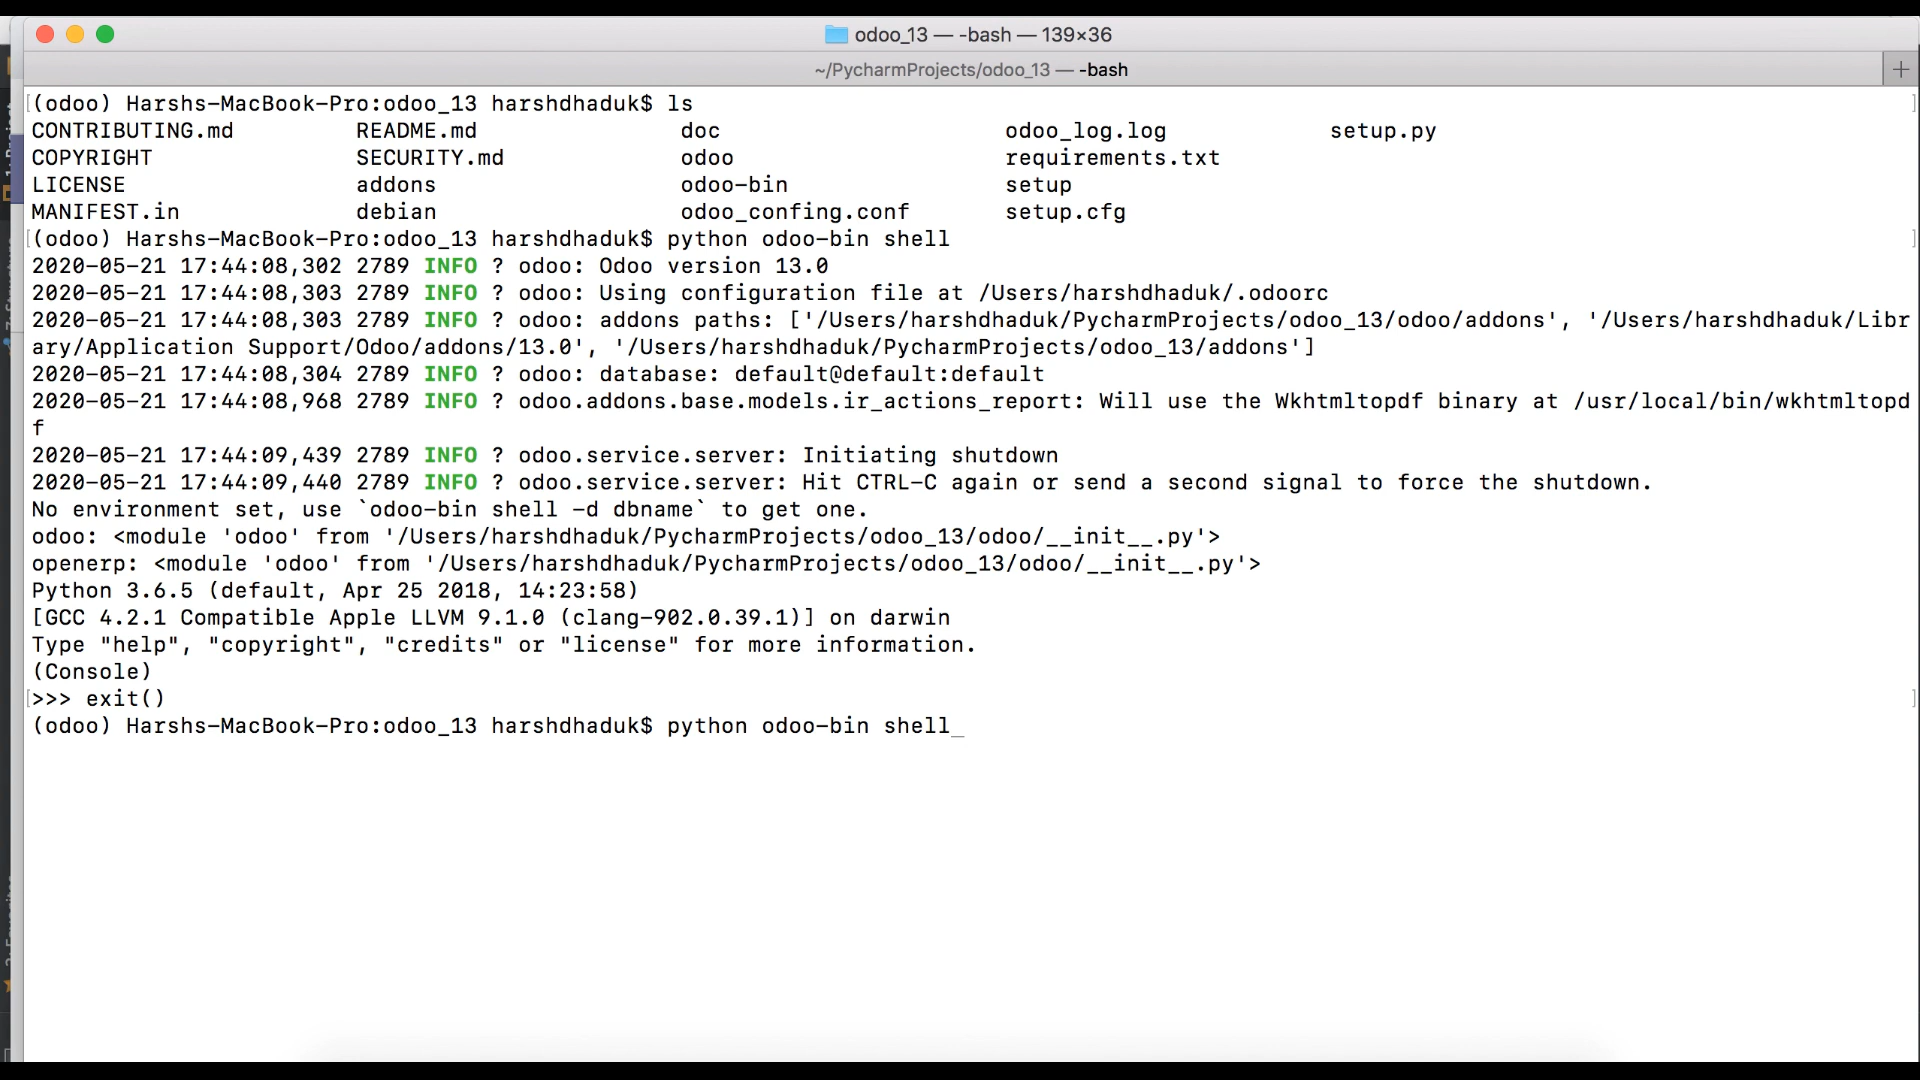 odoo_13 — -bash — 139×36
~/PycharmProjects/odoo_13 — -bash
(odoo) Harshs-MacBook-Pro:odoo_13 harshdhaduk$ ls
CONTRIBUTING.md README.md doc odoo_log.log setup.py
COPYRIGHT SECURITY.md odoo requirements.txt
LICENSE addons odoo-bin setup
MANIFEST.in debian odoo_confing.conf setup.cfg
(odoo) Harshs-MacBook-Pro:odoo_13 harshdhaduk$ python odoo-bin shell
2020-05-21 17:44:08,302 2789 INFO ? odoo: Odoo version 13.0
2020-05-21 17:44:08,303 2789 INFO ? odoo: Using configuration file at /Users/harshdhaduk/.odoorc
2020-05-21 17:44:08,303 2789 INFO ? odoo: addons paths: ['/Users/harshdhaduk/PycharmProjects/odoo_13/odoo/addons', '/Users/harshdhaduk/Libr
ary/Application Support/Odoo/addons/13.0', '/Users/harshdhaduk/PycharmProjects/odoo_13/addons']
2020-05-21 17:44:08,304 2789 INFO ? odoo: database: default@default:default
2020-05-21 17:44:08,968 2789 INFO ? odoo.addons.base.models.ir_actions_report: Will use the Wkhtmltopdf binary at /usr/local/bin/wkhtmltopd
f
2020-05-21 17:44:09,439 2789 INFO ? odoo.service.server: Initiating shutdown
2020-05-21 17:44:09,440 2789 INFO ? odoo.service.server: Hit CTRL-C again or send a second signal to force the shutdown.
No environment set, use `odoo-bin shell -d dbname` to get one.
odoo: <module 'odoo' from '/Users/harshdhaduk/PycharmProjects/odoo_13/odoo/__init__.py'>
openerp: <module 'odoo' from '/Users/harshdhaduk/PycharmProjects/odoo_13/odoo/__init__.py'>
Python 3.6.5 (default, Apr 25 2018, 14:23:58)
[GCC 4.2.1 Compatible Apple LLVM 9.1.0 (clang-902.0.39.1)] on darwin
Type "help", "copyright", "credits" or "license" for more information.
(Console)
>>> exit()
(odoo) Harshs-MacBook-Pro:odoo_13 harshdhaduk$ python odoo-bin shell_